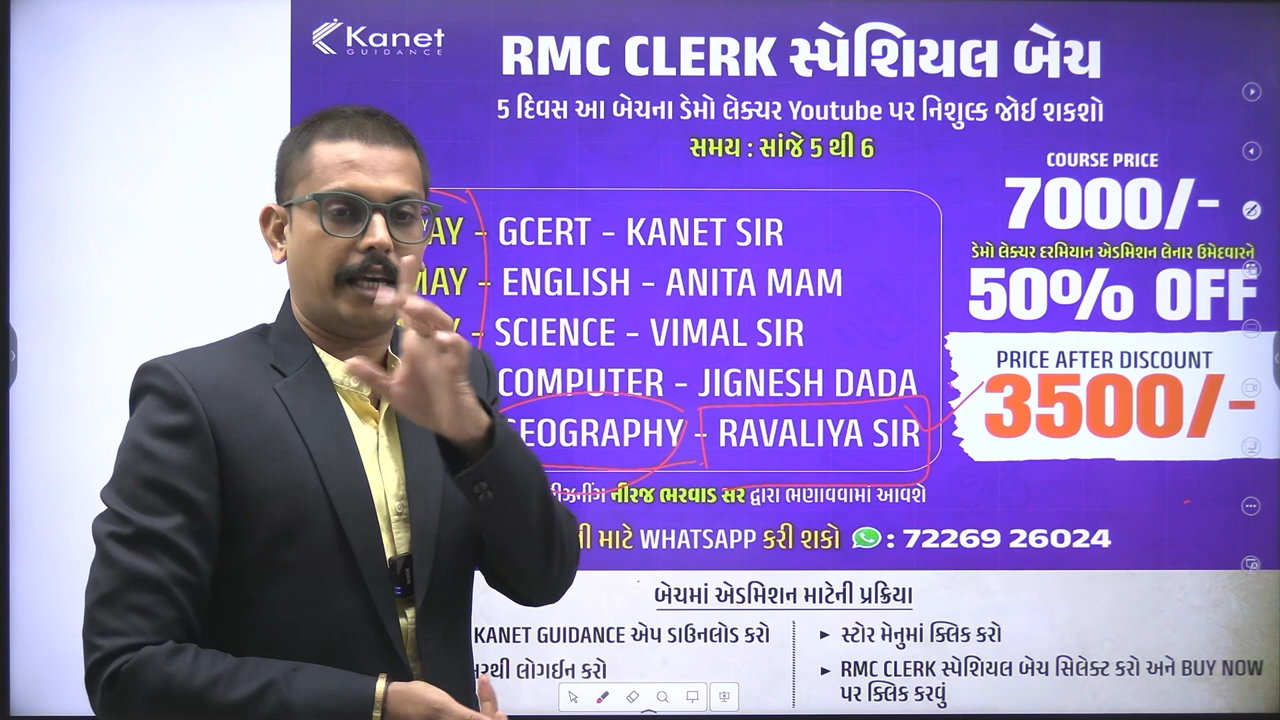 Kanet
GUIDANCE
RMC CLERK સ્પેશિયલ બેચ
5 દિવસ આ બેચના ડેમો લેક્ચર Youtube પર નિશુલ્ક જોઈ શકશો
સમય : સાંજે 5 થી 6
COURSE PRICE
7000/-
ડેમો લેક્ચર દરમિયાન એડમિશન લેનાર ઉમેદવારને
50% OFF
PRICE AFTER DISCOUNT
3500/-
MAY - GCERT - KANET SIR
MAY - ENGLISH - ANITA MAM
- SCIENCE - VIMAL SIR
COMPUTER - JIGNESH DADA
GEOGRAPHY - RAVALIYA SIR
નીરજ ભરવાડ સર દ્વારા ભણાવવામાં આવશે
માટે WHATSAPP કરી શકો : 72269 26024
બેચમાં એડમિશન માટેની પ્રક્રિયા
KANET GUIDANCE એપ ડાઉનલોડ કરો
લોગઈન કરો
સ્ટોર મેનુમાં ક્લિક કરો
RMC CLERK સ્પેશિયલ બેચ સિલેક્ટ કરો અને BUY NOW
પર ક્લિક કરવું